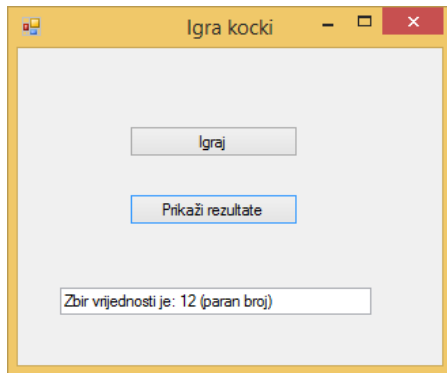 Igra kocki
Igraj
Prikaži rezultate
Zbir vrijednosti je: 12 (paran broj)